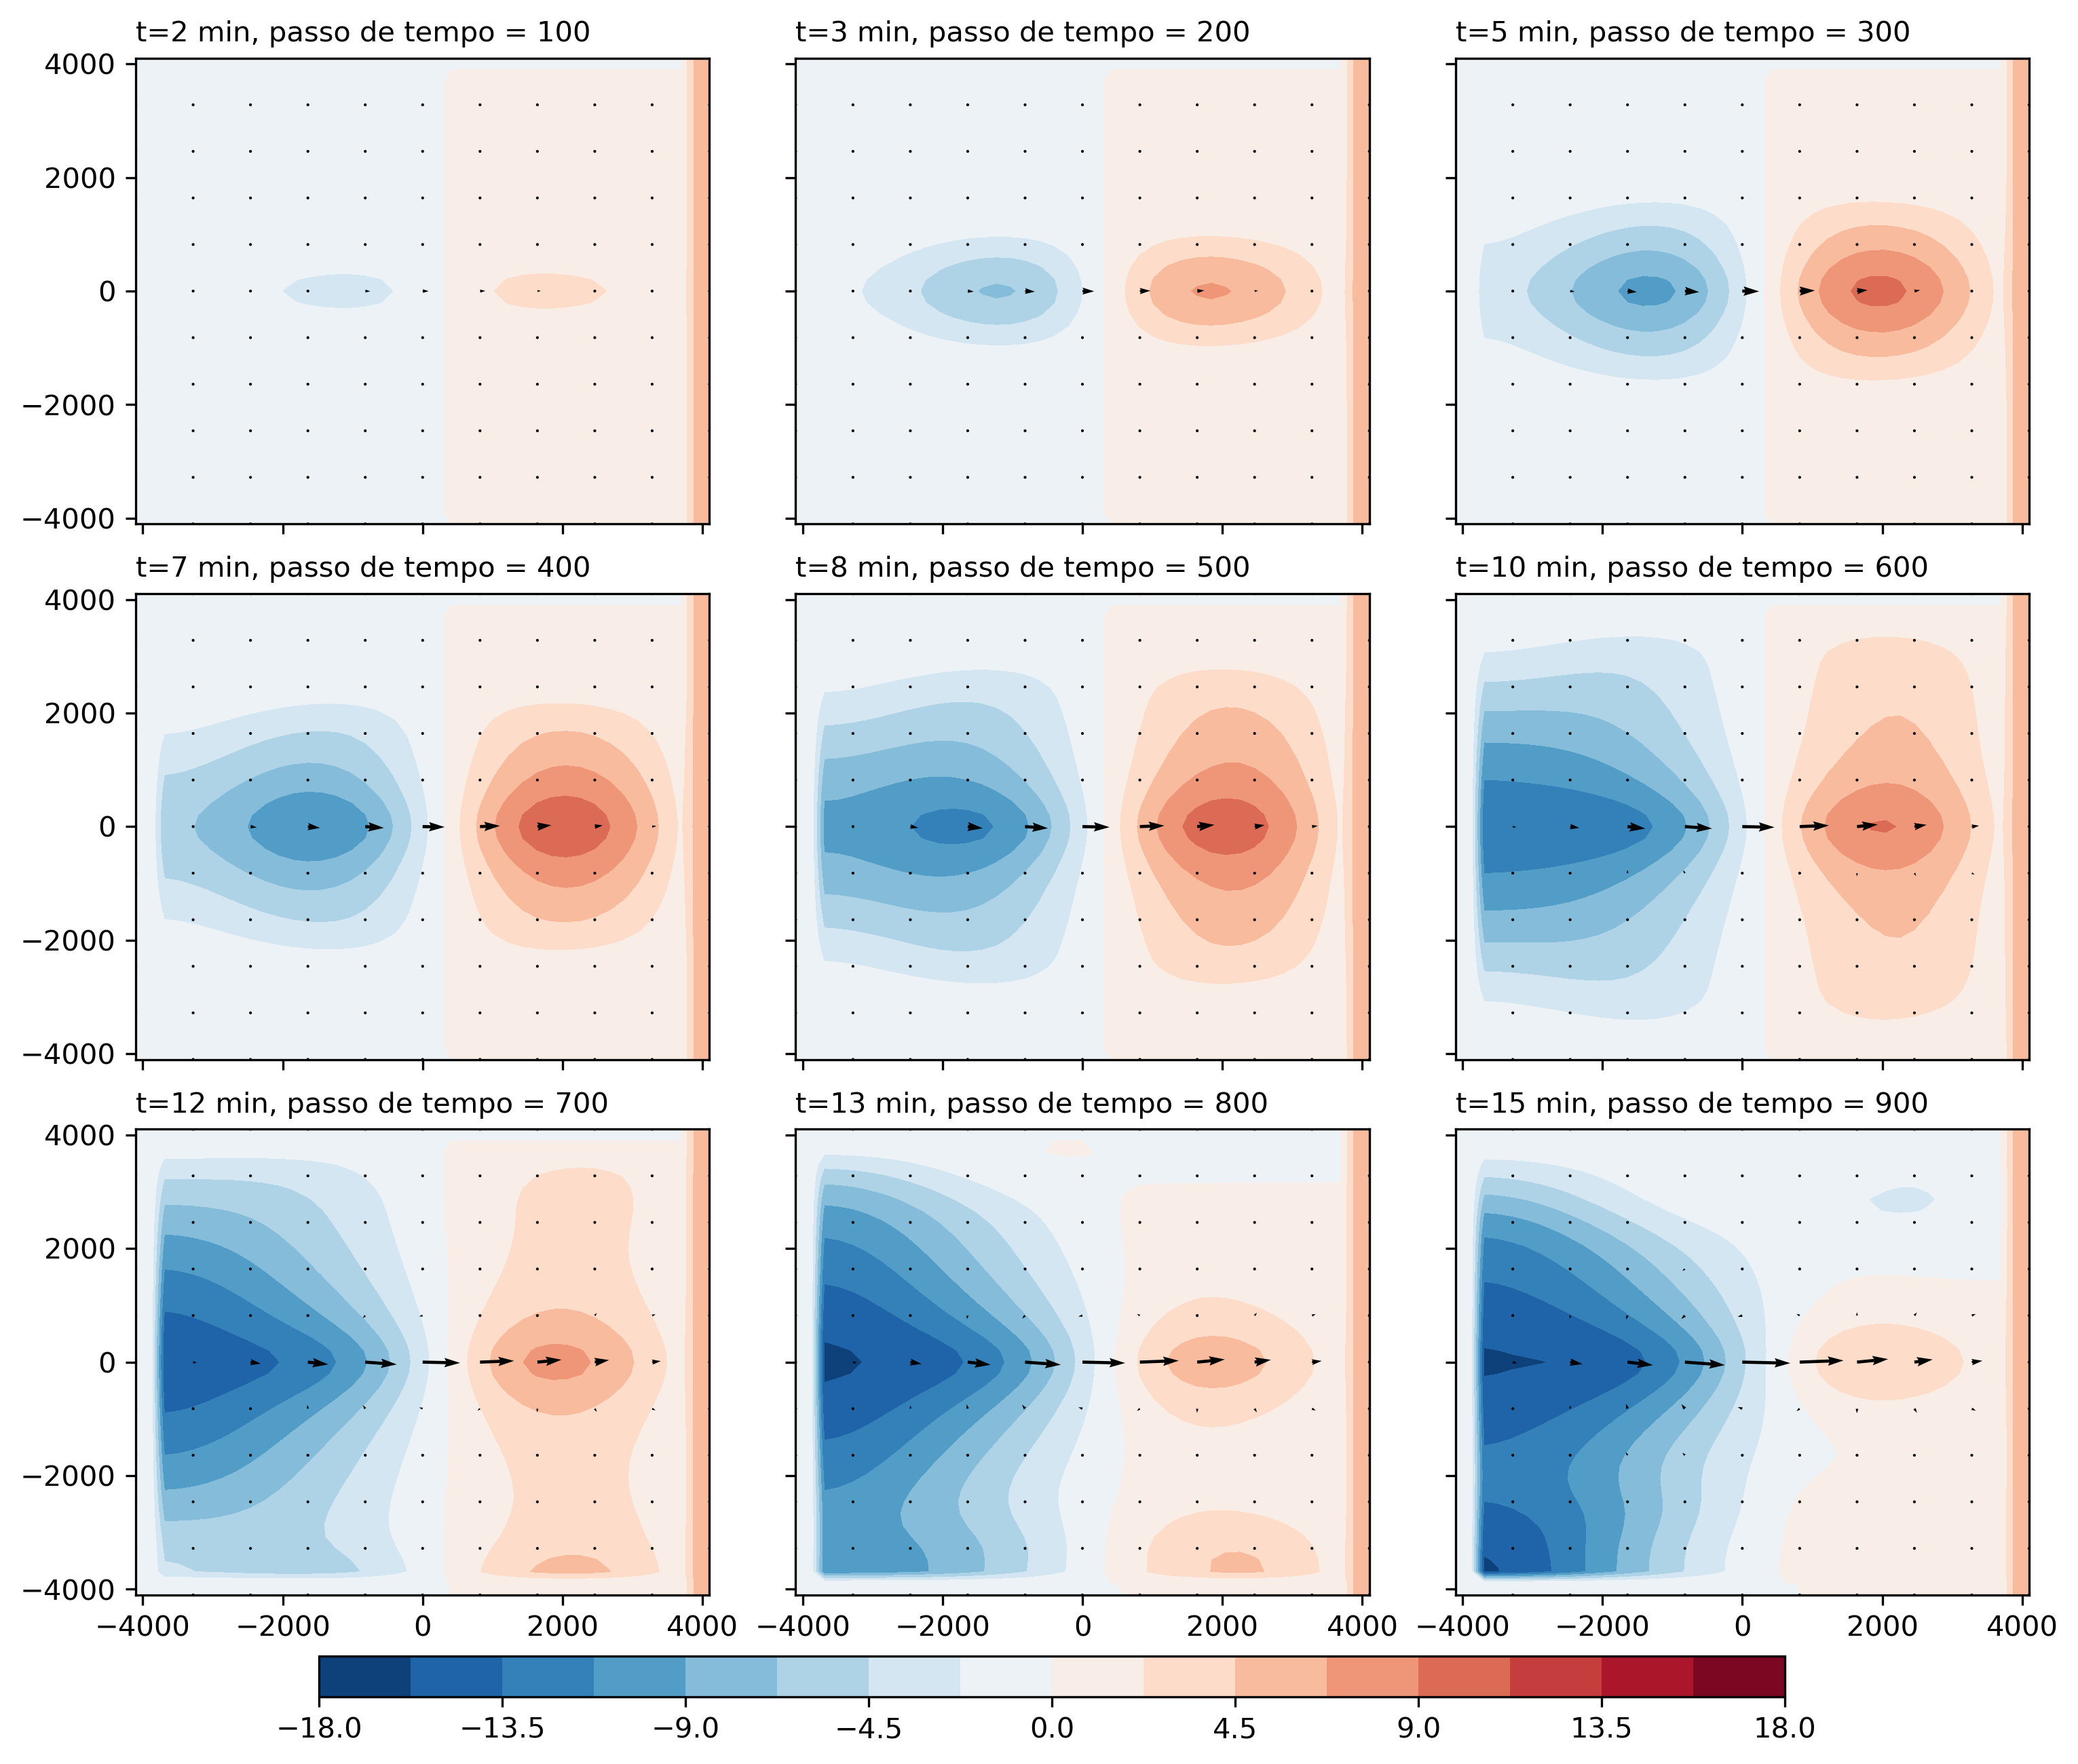 t=2 min, passo de tempo = 100
t=3 min, passo de tempo = 200
t=5 min, passo de tempo = 300
4000
2000
0
−2000
−4000
t=7 min, passo de tempo = 400
t=8 min, passo de tempo = 500
t=10 min, passo de tempo = 600
4000
2000
0
−2000
−4000
t=12 min, passo de tempo = 700
t=13 min, passo de tempo = 800
t=15 min, passo de tempo = 900
4000
2000
0
−2000
−4000
−4000 −2000 0 2000 4000 −4000 −2000 0 2000 4000 −4000 −2000 0 2000 4000
−18.0 −13.5 −9.0 −4.5 0.0 4.5 9.0 13.5 18.0